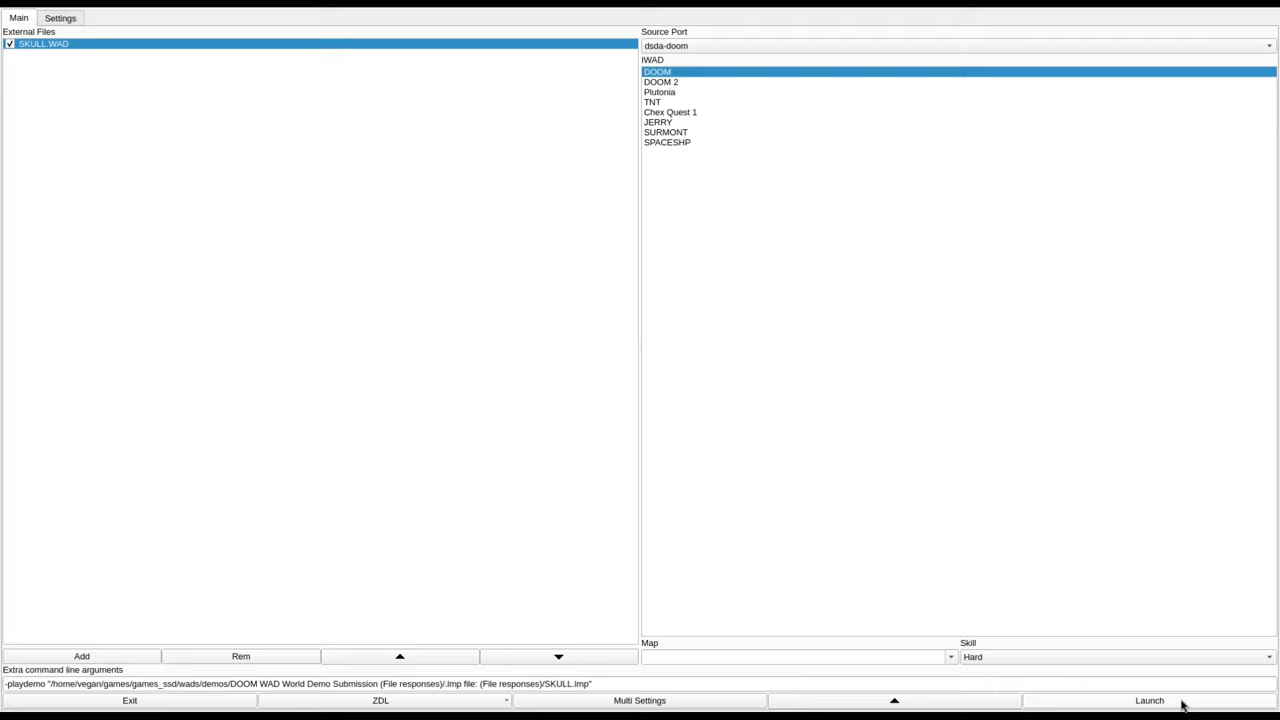 Main Settings
External Files
SKULL.WAD
Source Port
dsda-doom
IWAD
DOOM
DOOM 2
Plutonia
TNT
Chex Quest 1
JERRY
SURMONT
SPACESHP
Map Skill
Hard
Add Rem
Extra command line arguments
-playdemo "/home/vegan/games/games_ssd/wads/demos/DOOM WAD World Demo Submission (File responses)/.lmp file: (File responses)/SKULL.lmp"
Exit ZDL Multi Settings Launch